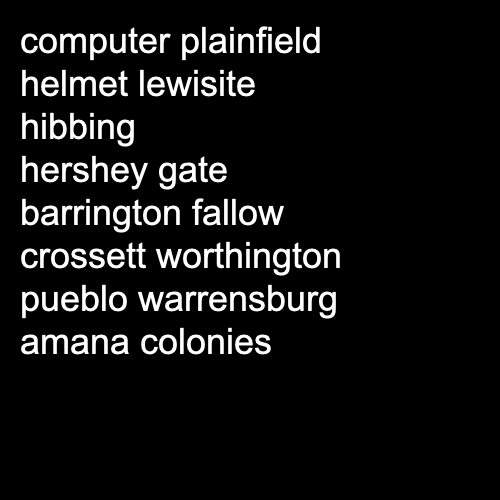 computer plainfield
helmet lewisite
hibbing
hershey gate
barrington fallow
crossett worthington
pueblo warrensburg
amana colonies